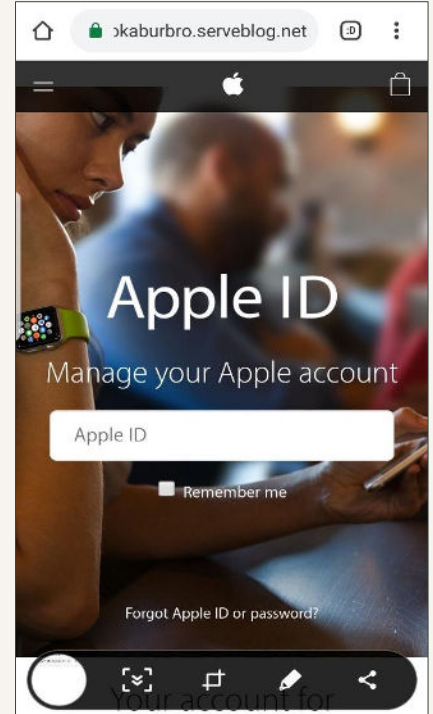 okaburbro.serveblog.net
:D
Apple ID
Manage your Apple account
Apple ID
Remember me
Forgot Apple ID or password?
Your account for